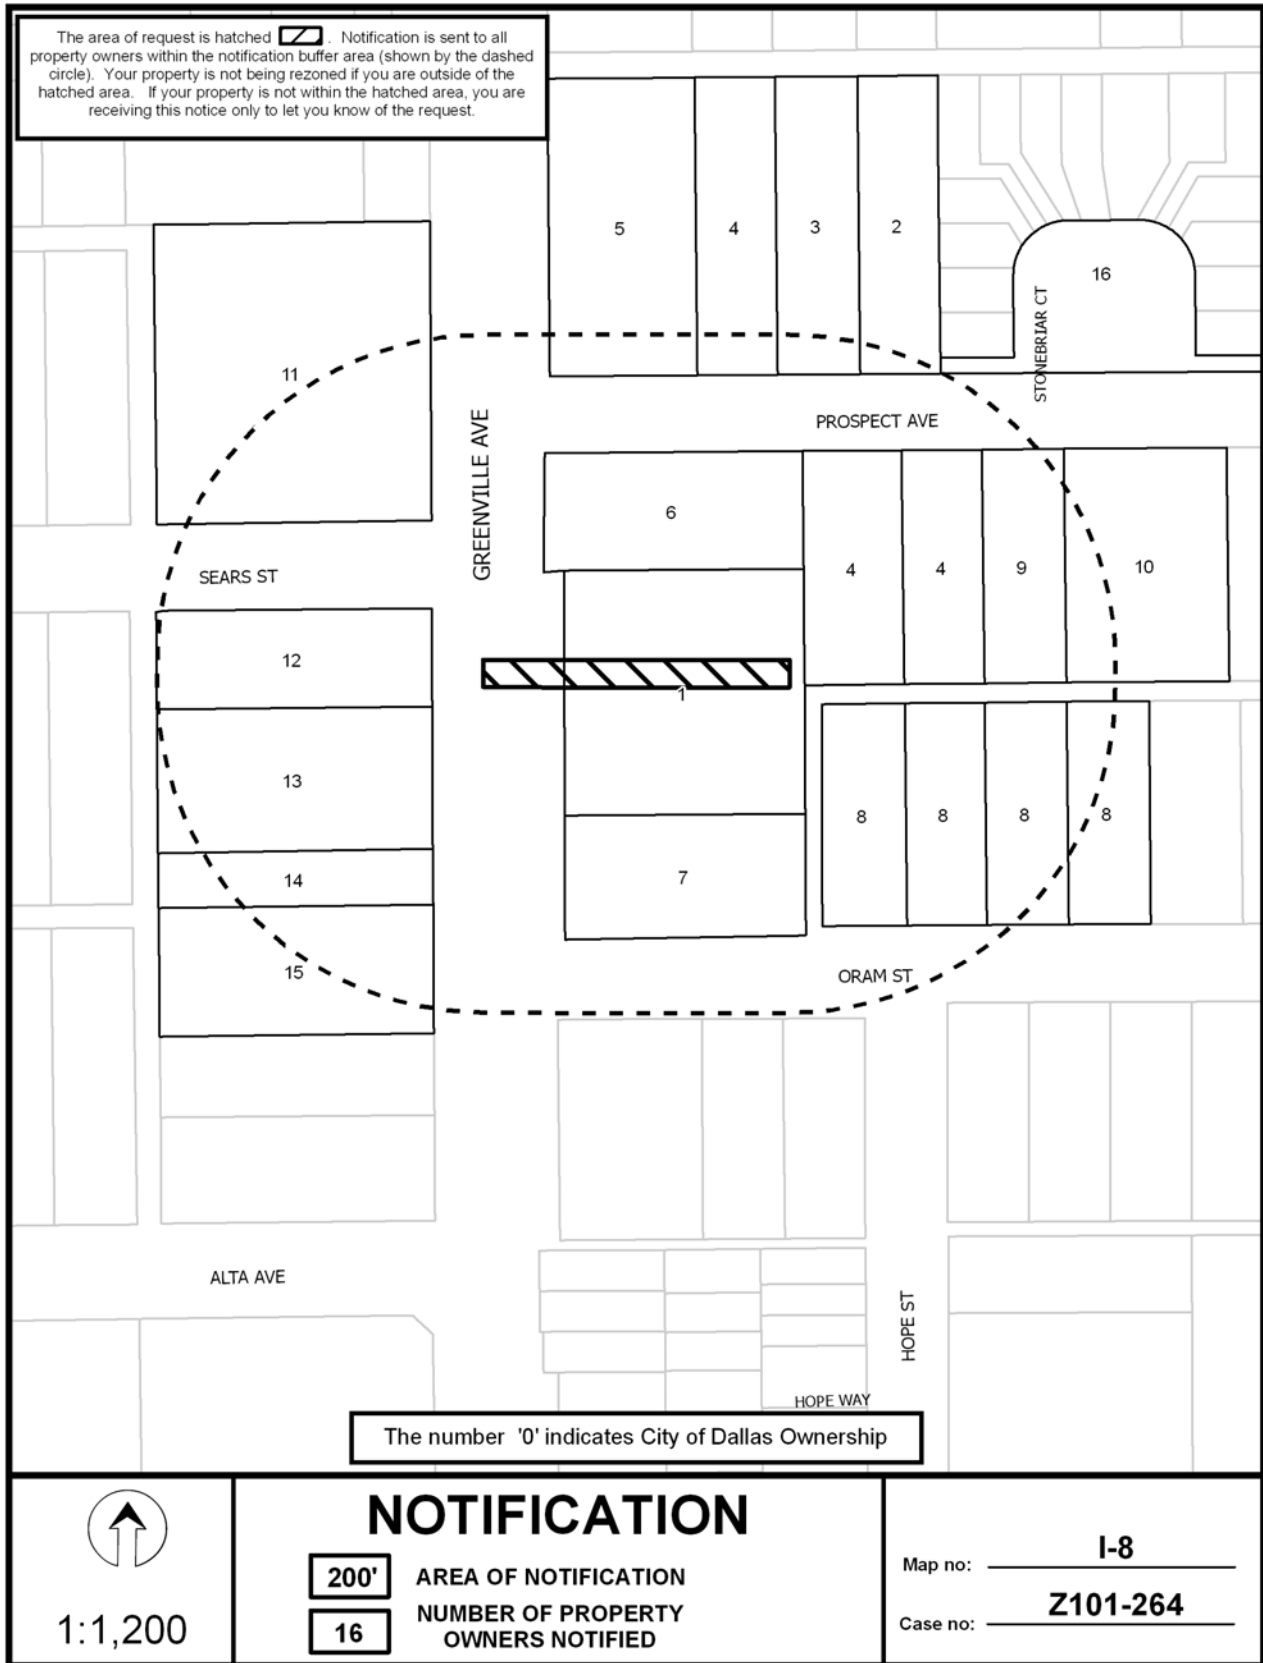 The area of request is hatched . Notification is sent to all
property owners within the notification buffer area (shown by the dashed
circle). Your property is not being rezoned if you are outside of the
hatched area. If your property is not within the hatched area, you are
receiving this notice only to let you know of the request.
5
4
3
2
16
STONEBRIAR CT
11
PROSPECT AVE
GREENVILLE AVE
6
SEARS ST
4
4
9
10
12
1
13
8
8
8
8
14
7
15
ORAM ST
ALTA AVE
HOPE ST
HOPE WAY
The number '0' indicates City of Dallas Ownership
1:1,200
NOTIFICATION
200' AREA OF NOTIFICATION
16 NUMBER OF PROPERTY
OWNERS NOTIFIED
Map no: I-8
Case no: Z101-264